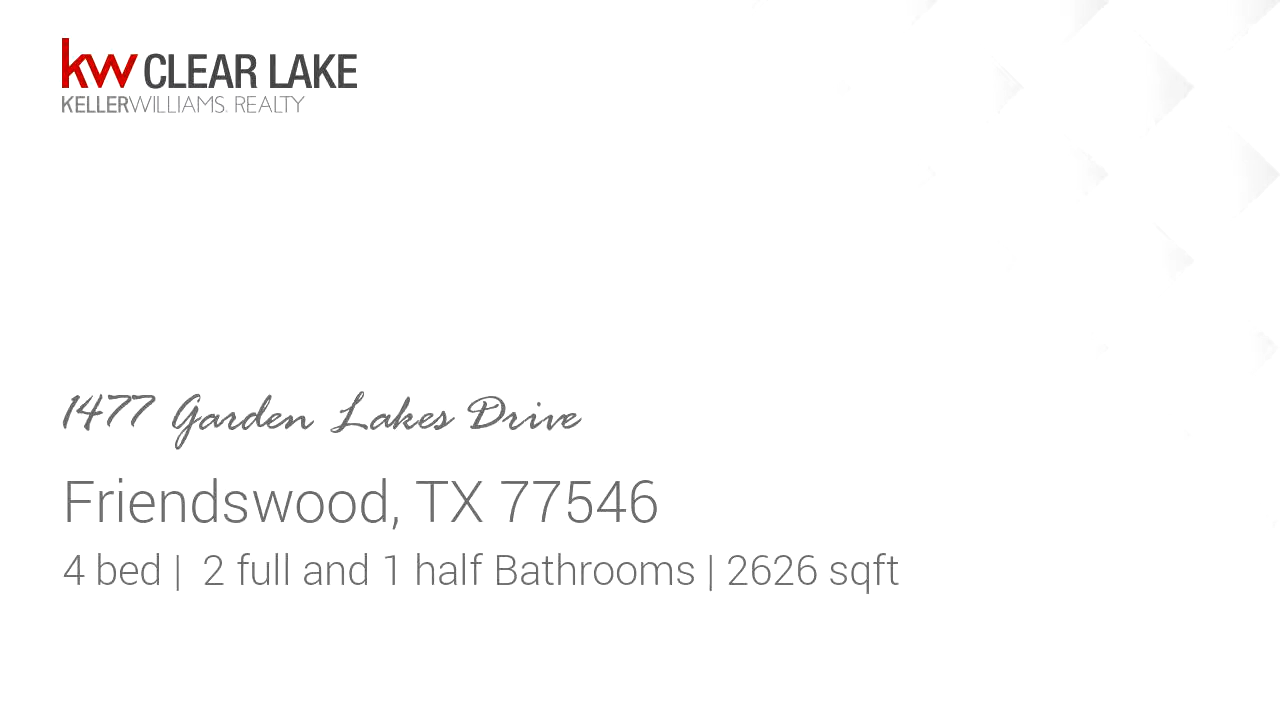 kw CLEAR LAKE
KELLERWILLIAMS. REALTY
1477 Garden Lakes Drive
Friendswood, TX 77546
4 bed | 2 full and 1 half Bathrooms | 2626 sqft